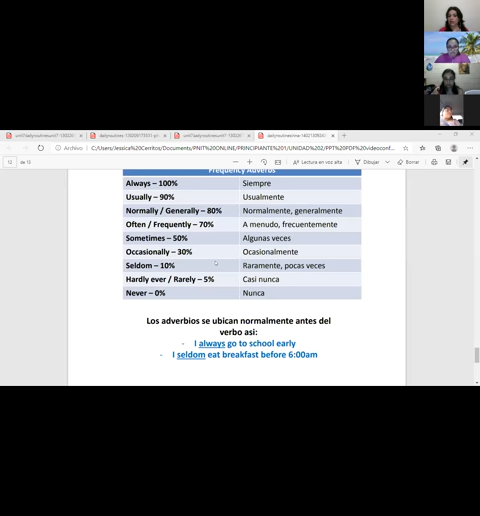 unit1ladyroutinesunit1-130220
Archivo
C:/Users/Jessica%20Cerritos/Documents/PNIT%20ONLINE/PRINCIPIANTE%201/UNIDAD%202/PPT%20PDF%20videoconf...
12 de 13
Lectura en voz alta
Dibujar
Borrar
Frequency Adverbs
Always – 100% Siempre
Usually – 90% Usualmente
Normally / Generally – 80% Normalmente, generalmente
Often / Frequently – 70% A menudo, frecuentemente
Sometimes – 50% Algunas veces
Occasionally – 30% Ocasionalmente
Seldom – 10% Raramente, pocas veces
Hardly ever / Rarely – 5% Casi nunca
Never – 0% Nunca
Los adverbios se ubican normalmente antes del
verbo asi:
- I always go to school early
- I seldom eat breakfast before 6:00am